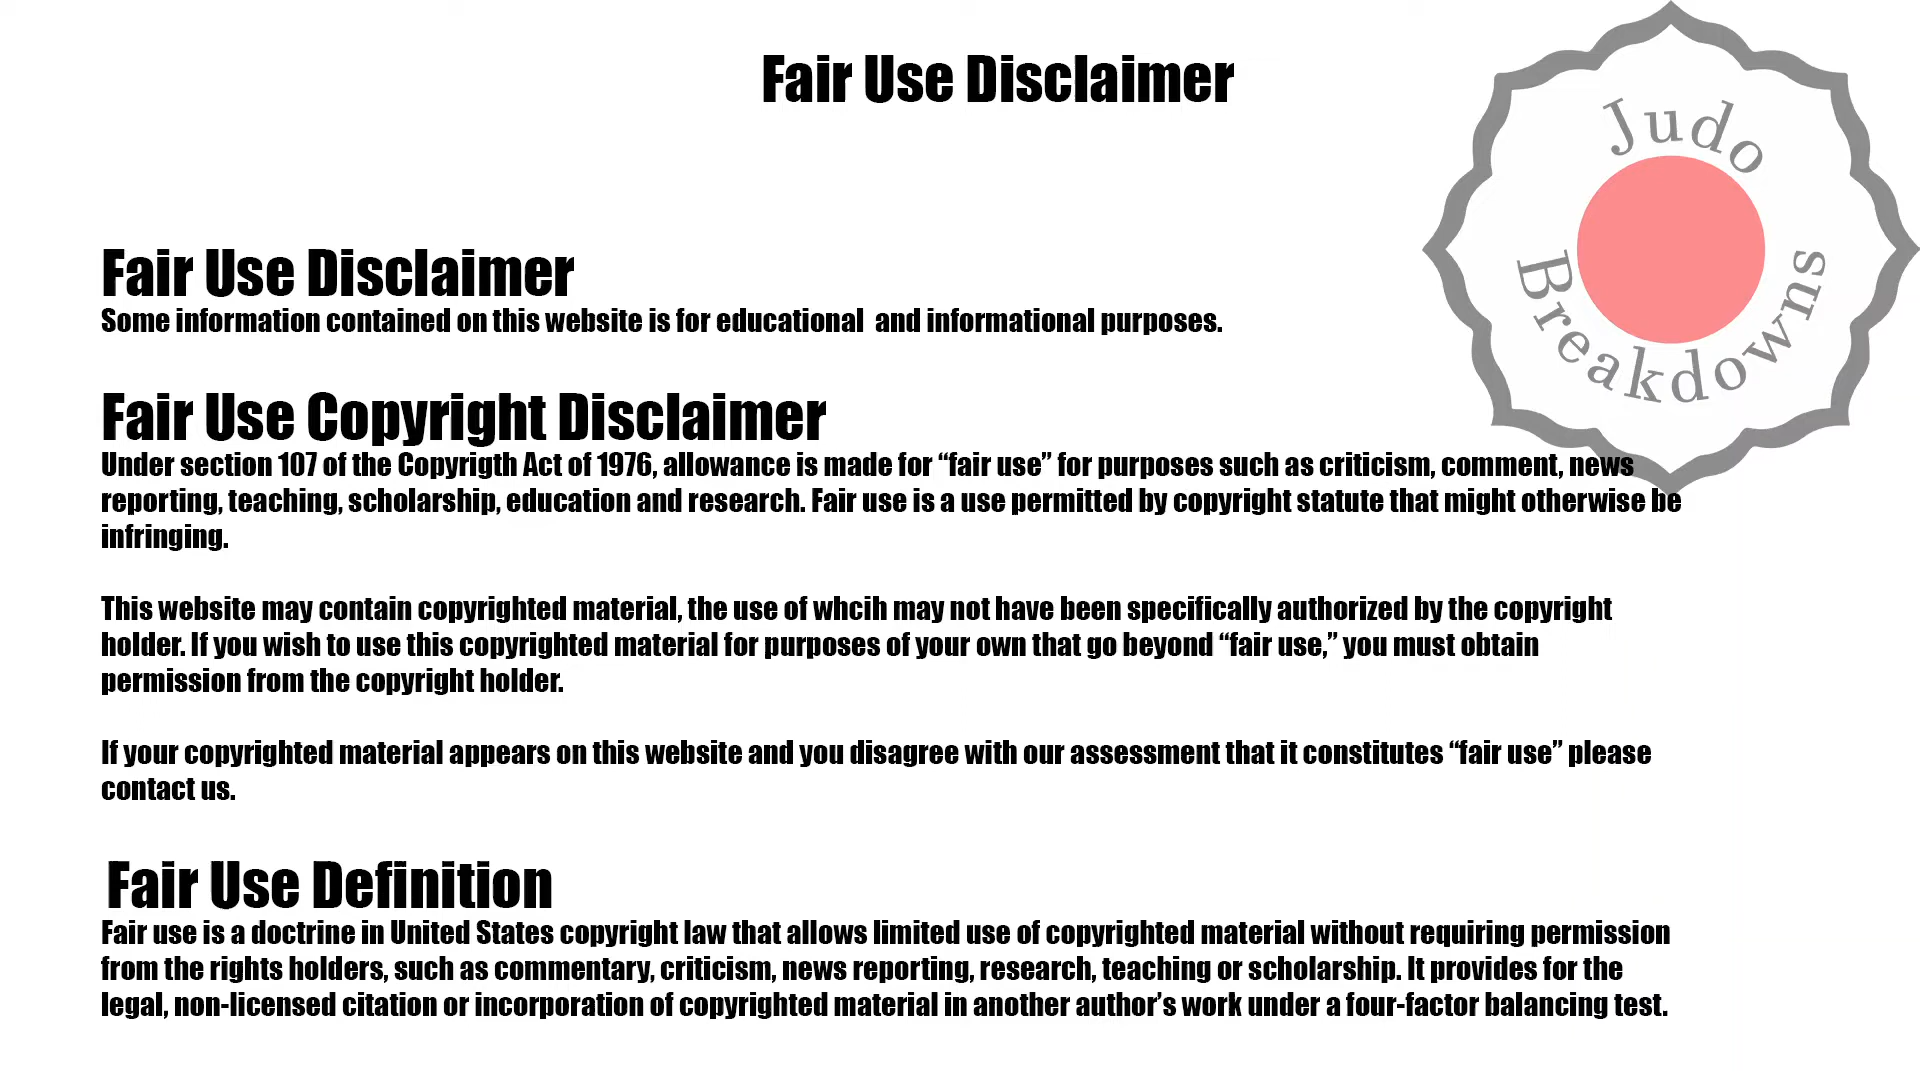 Fair Use Disclaimer
Judo
Breakdowns
Fair Use Disclaimer
Some information contained on this website is for educational  and informational purposes.
Fair Use Copyright Disclaimer
Under section 107 of the Copyrigth Act of 1976, allowance is made for “fair use” for purposes such as criticism, comment, news
reporting, teaching, scholarship, education and research. Fair use is a use permitted by copyright statute that might otherwise be
infringing.
This website may contain copyrighted material, the use of whcih may not have been specifically authorized by the copyright
holder. If you wish to use this copyrighted material for purposes of your own that go beyond “fair use,” you must obtain
permission from the copyright holder.
If your copyrighted material appears on this website and you disagree with our assessment that it constitutes “fair use” please
contact us.
Fair Use Definition
Fair use is a doctrine in United States copyright law that allows limited use of copyrighted material without requiring permission
from the rights holders, such as commentary, criticism, news reporting, research, teaching or scholarship. It provides for the
legal, non-licensed citation or incorporation of copyrighted material in another author’s work under a four-factor balancing test.